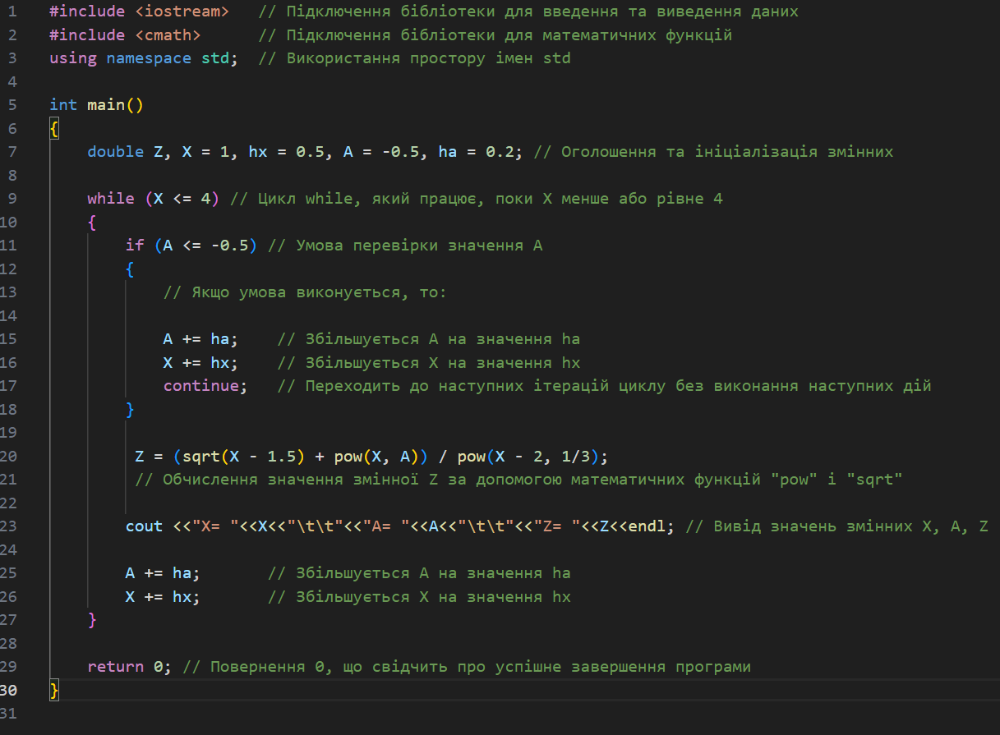 1 #include <iostream>   // Підключення бібліотеки для введення та виведення даних
2 #include <cmath>      // Підключення бібліотеки для математичних функцій
3 using namespace std;  // Використання простору імен std
4
5 int main()
6 {
7     double Z, X = 1, hx = 0.5, A = -0.5, ha = 0.2; // Оголошення та ініціалізація змінних
8
9     while (X <= 4) // Цикл while, який працює, поки X менше або рівне 4
10     {
11         if (A <= -0.5) // Умова перевірки значення A
12         {
13             // Якщо умова виконується, то:
14
15             A += ha;    // Збільшується A на значення ha
16             X += hx;    // Збільшується X на значення hx
17             continue;   // Переходить до наступних ітерацій циклу без виконання наступних дій
18         }
19
20          Z = (sqrt(X - 1.5) + pow(X, A)) / pow(X - 2, 1/3);
21          // Обчислення значення змінної Z за допомогою математичних функцій "pow" і "sqrt"
22
23         cout <<"X= "<<X<<"\t\t"<<"A= "<<A<<"\t\t"<<"Z= "<<Z<<endl; // Вивід значень змінних X, A, Z
24
25         A += ha;       // Збільшується A на значення ha
26         X += hx;       // Збільшується X на значення hx
27     }
28
29     return 0; // Повернення 0, що свідчить про успішне завершення програми
30 }
31